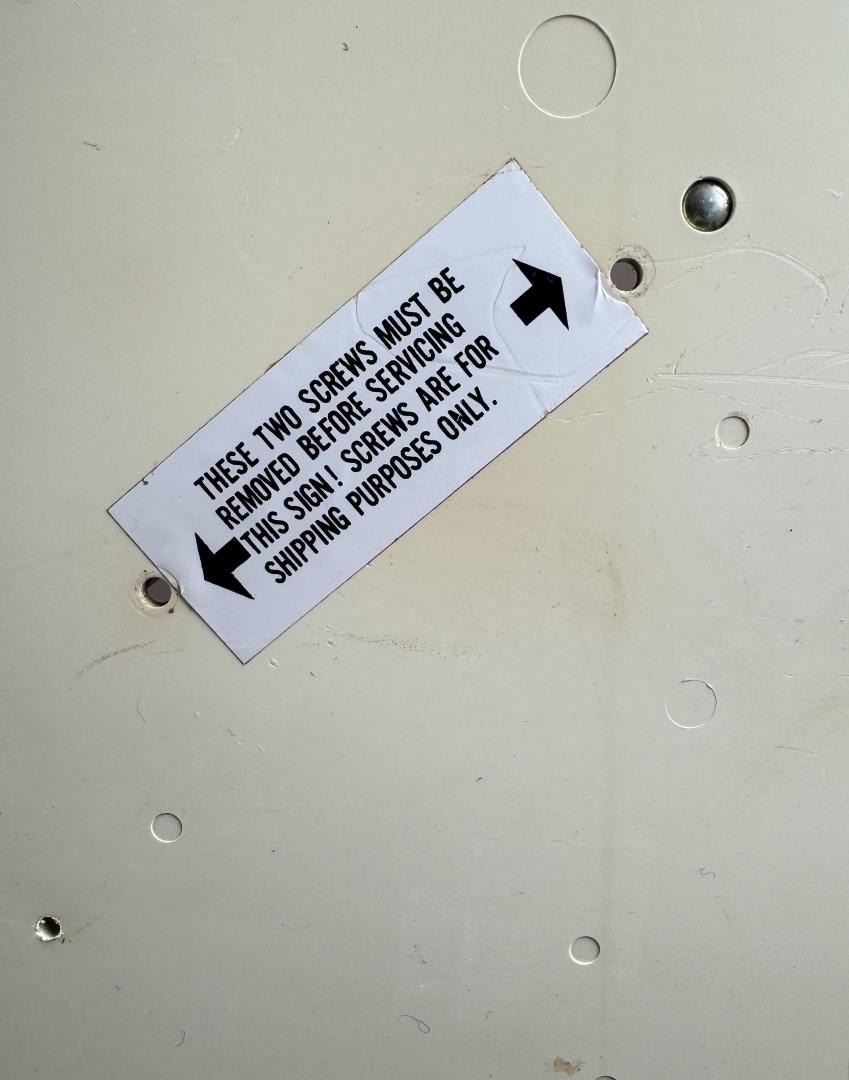 THESE TWO SCREWS MUST BE
REMOVED BEFORE SERVICING
THIS SIGN! SCREWS ARE FOR
SHIPPING PURPOSES ONLY.